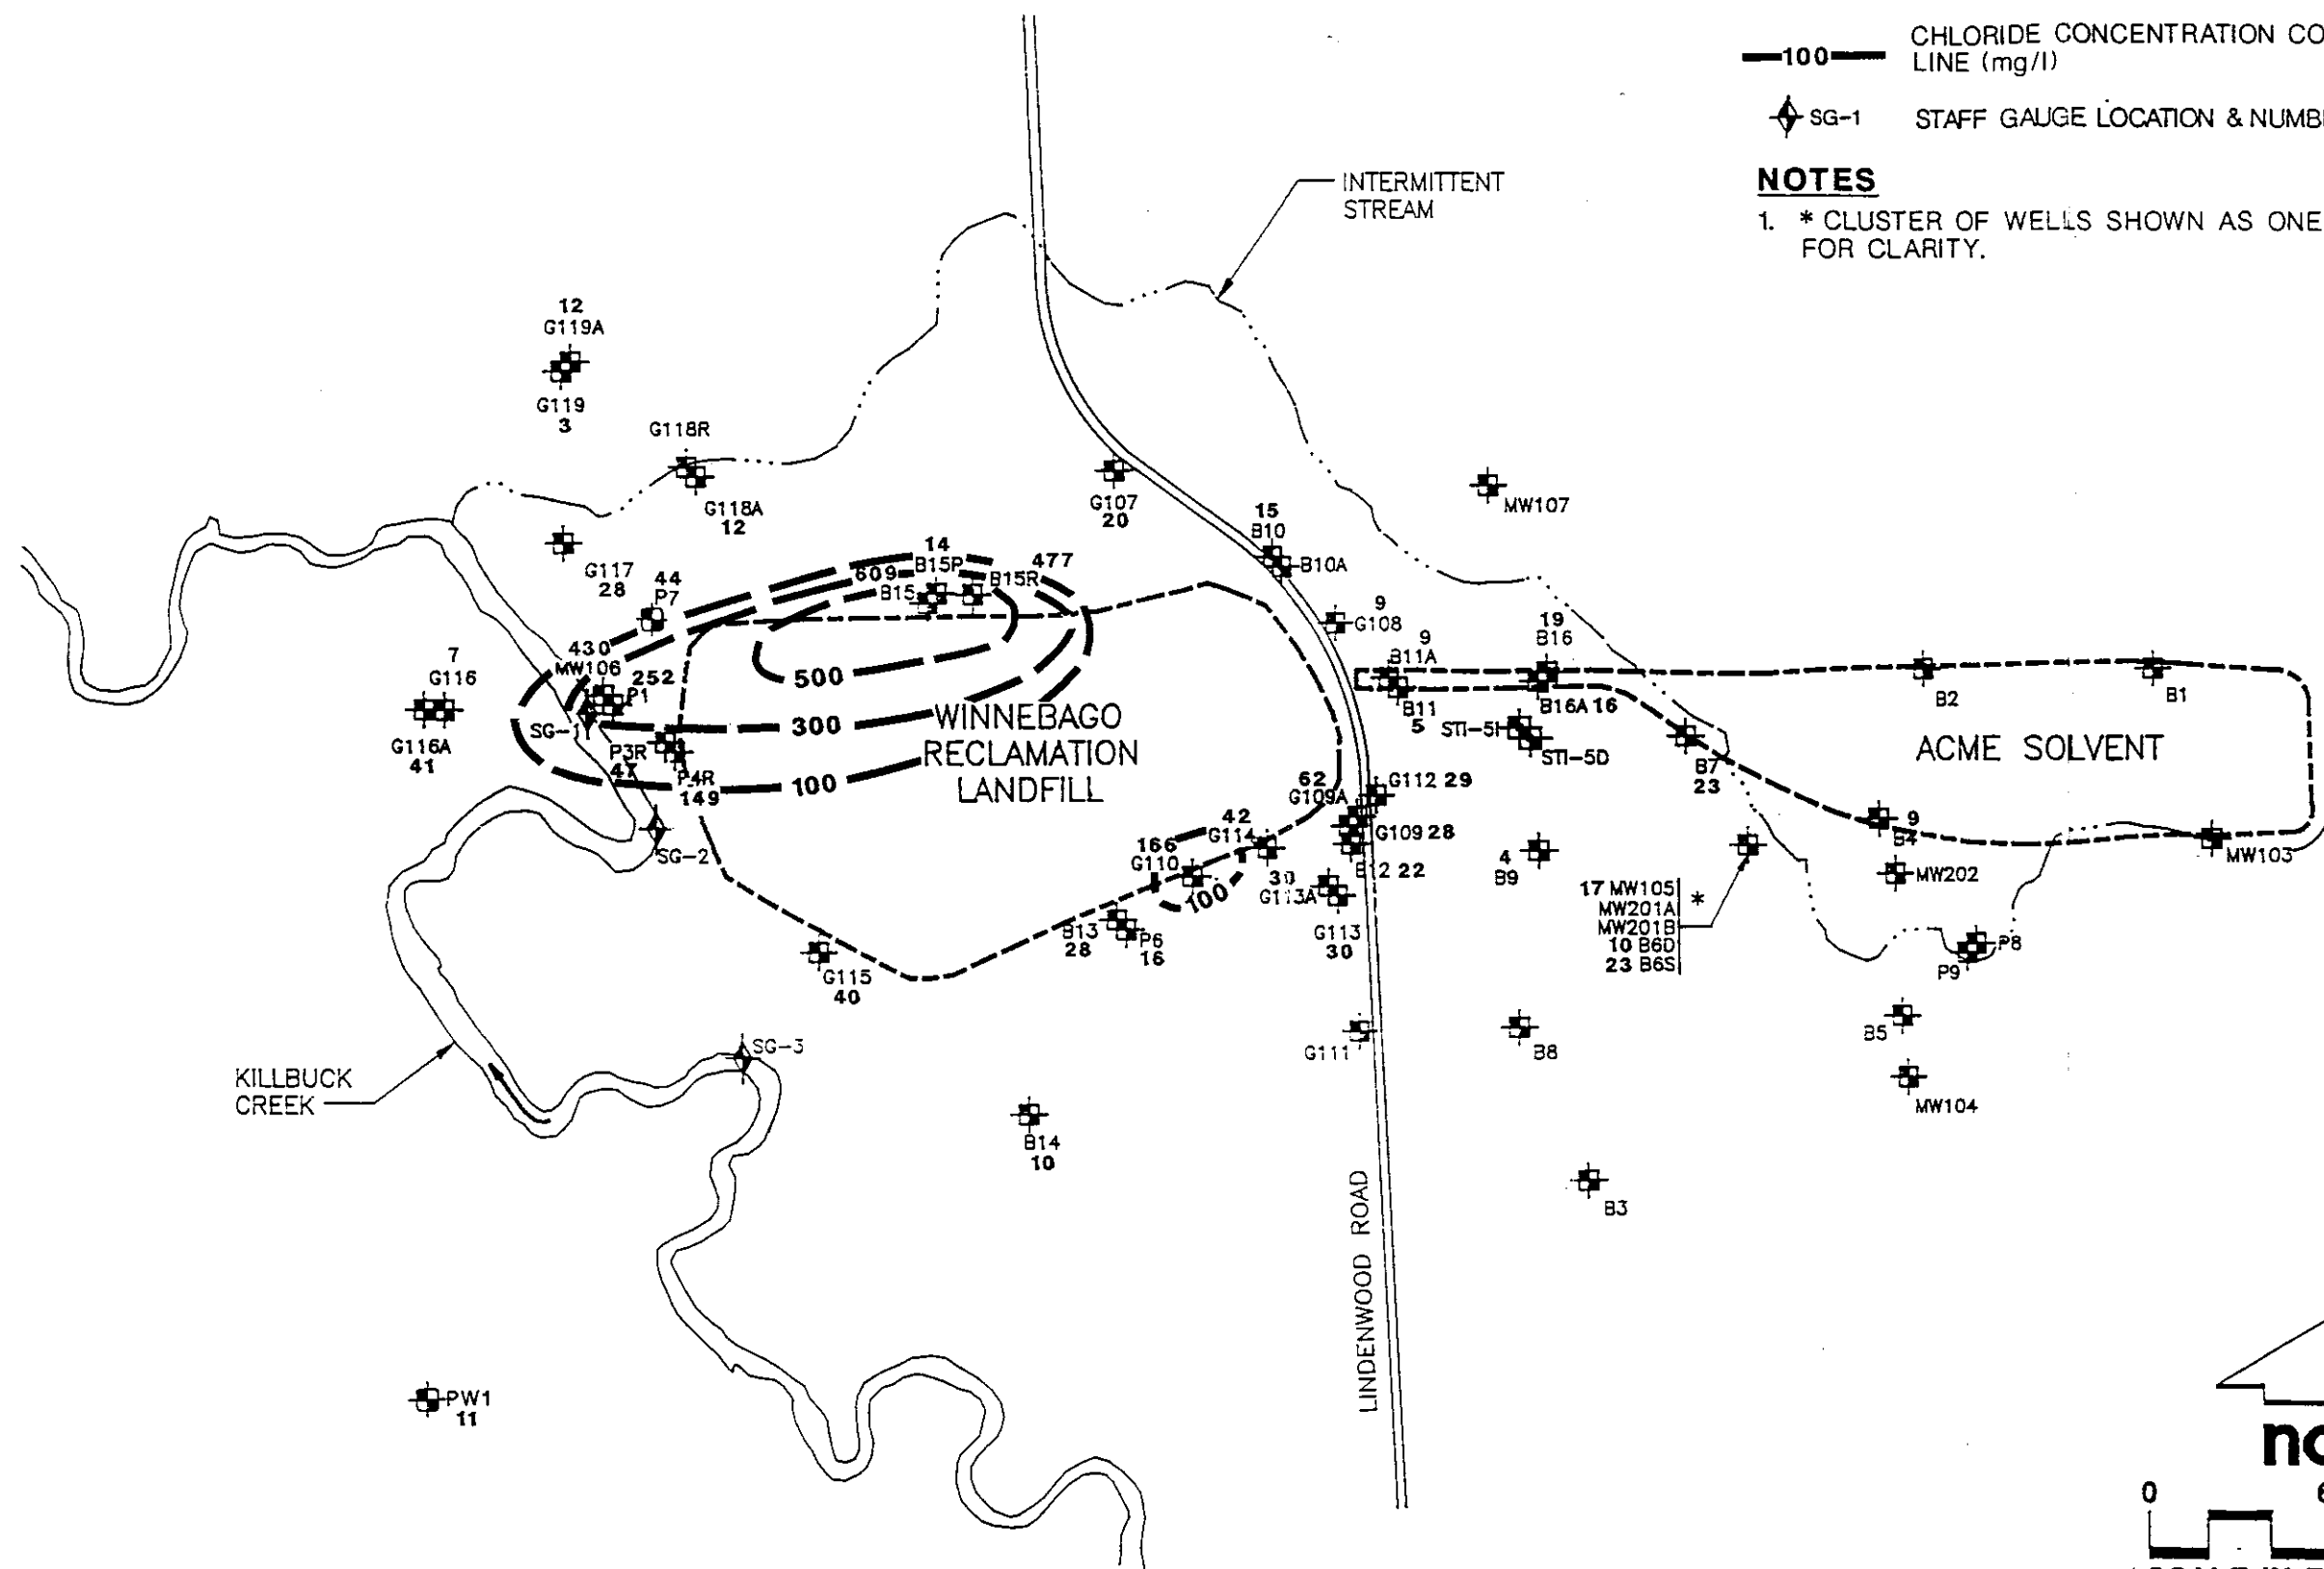 100
CHLORIDE CONCENTRATION CO
LINE (mg/l)
SG-1
STAFF GAUGE LOCATION & NUMB
NOTES
1. * CLUSTER OF WELLS SHOWN AS ONE
FOR CLARITY.
INTERMITTENT
STREAM
12
G119A
G119
3
G118R
G118A
12
G107
20
MW107
15
B10
B10A
G117
28
44
P7
14
B15P
609
B15
B15R
477
9
G108
9
B11A
B11
5
19
B16
B16A 16
STI-5I
STI-5D
B2
B1
7
G116
G116A
41
430
MW106
252
P1
SG-1
P3R
47
P4R
149
SG-2
500
300
100
WINNEBAGO
RECLAMATION
LANDFILL
ACME SOLVENT
B7
23
62
G109A
G112 29
G109 28
22
42
G114
166
G110
100
30
G113A
G113
30
4
B9
9
B4
MW202
MW103
17 MW105
MW201A
MW201B
10 B6D
23 B6S
*
P8
P9
B13
28
P6
16
G115
40
G111
B8
B5
MW104
SG-3
KILLBUCK
CREEK
B14
10
B3
LINDENWOOD ROAD
PW1
11
no
0